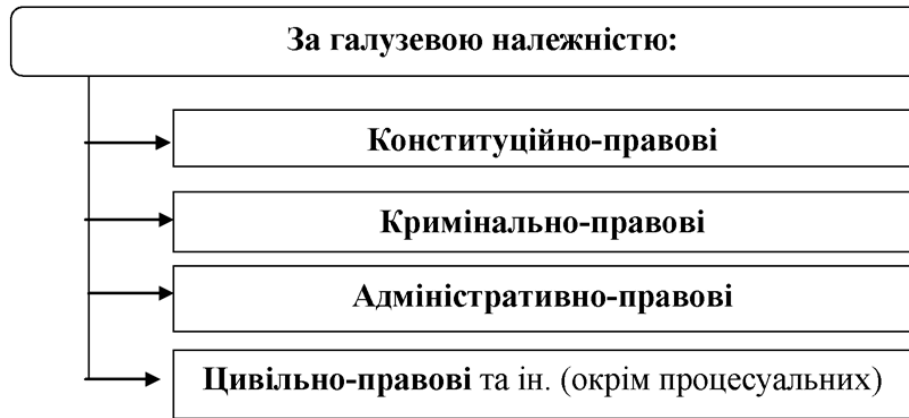 За галузевою належністю:
Конституційно-правові
Кримінально-правові
Адміністративно-правові
Цивільно-правові та ін. (окрім процесуальних)